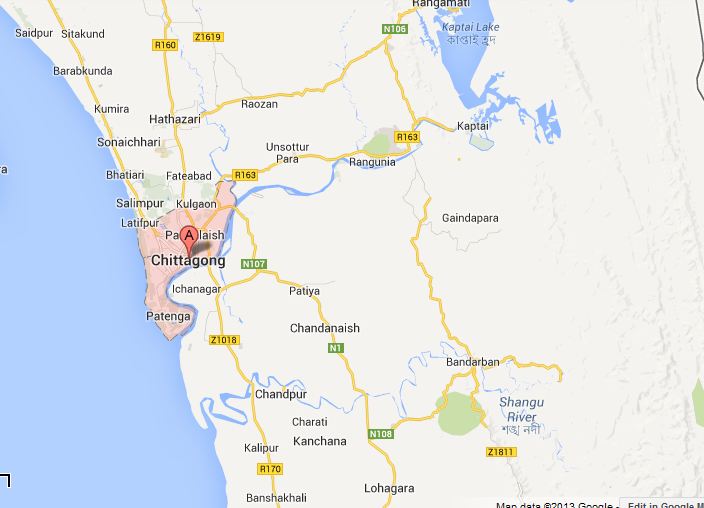 Rangamati
Saidpur
Sitakund
Z1619
N106
Kaptai Lake
কাপ্তাই হ্রদ
R160
Barabkunda
Raozan
Kumira
Hathazari
Kaptai
R163
Sonaichhari
Unsottur
Para
Rangunia
Bhatiari
Fateabad
R163
Salimpur
Kulgaon
Gaindapara
Latifpur
A
Chittagong
N107
Ichanagar
Patiya
Patenga
Chandanaish
Z1018
N1
Bandarban
Chandpur
Shangu
River
শঙ্খ নদী
Charati
Kanchana
N108
Kalipur
Z1811
R170
Lohagara
Banshakhali
Map data ©2013 Google -
Edit in Google M